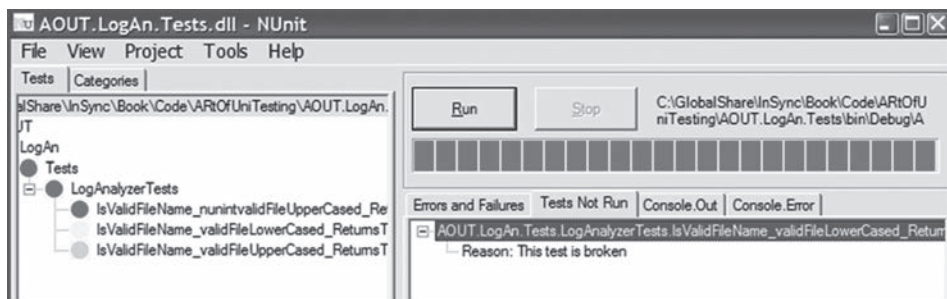 AOUT.LogAn.Tests.dll - NUnit
File View Project Tools Help
Tests Categories
alShare\InSync\Book\Code\ARtOfUniTesting\AOUT.LogAn.
UT
LogAn
Tests
LogAnalyzerTests
IsValidFileName_nunintvalidFileUpperCased_Re
IsValidFileName_validFileLowerCased_ReturnsT
IsValidFileName_validFileUpperCased_ReturnsT
Run Stop
C:\GlobalShare\InSync\Book\Code\ARtOfU
niTesting\AOUT.LogAn.Tests\bin\Debug\A
Errors and Failures Tests Not Run Console.Out Console.Error
AOUT.LogAn.Tests.LogAnalyzerTests.IsValidFileName_validFileLowerCased_Return
Reason: This test is broken